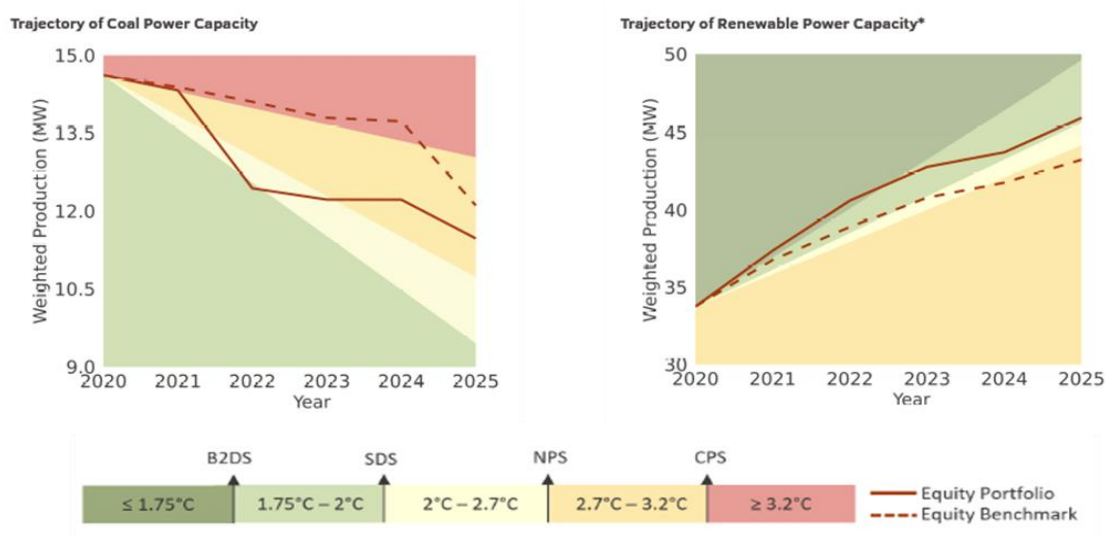 Trajectory of Coal Power Capacity
15.0
13.5
12.0
10.5
9.0
Weighted Production (MW)
2020 2021 2022 2023 2024 2025
Year
Trajectory of Renewable Power Capacity*
50
45
40
35
30
Weighted Production (MW)
2020 2021 2022 2023 2024 2025
Year
B2DS SDS NPS CPS
≤ 1.75°C 1.75°C – 2°C 2°C – 2.7°C 2.7°C – 3.2°C ≥ 3.2°C
Equity Portfolio
Equity Benchmark